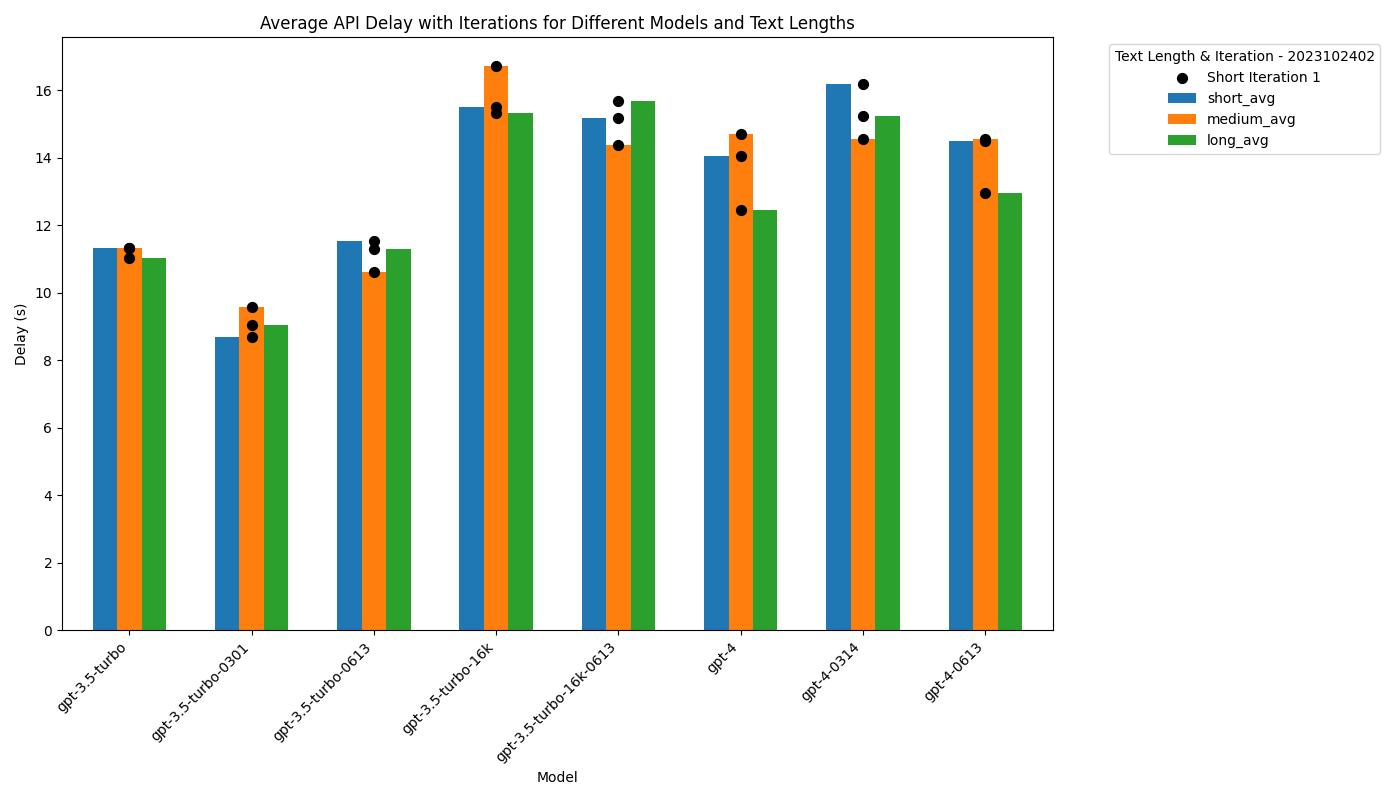 Average API Delay with Iterations for Different Models and Text Lengths
Text Length & Iteration - 2023102402
Short Iteration 1
short_avg
medium_avg
long_avg
Delay (s)
16
14
12
10
8
6
4
2
0
gpt-3.5-turbo
gpt-3.5-turbo-0301
gpt-3.5-turbo-0613
gpt-3.5-turbo-16k
gpt-3.5-turbo-16k-0613
gpt-4
gpt-4-0314
gpt-4-0613
Model